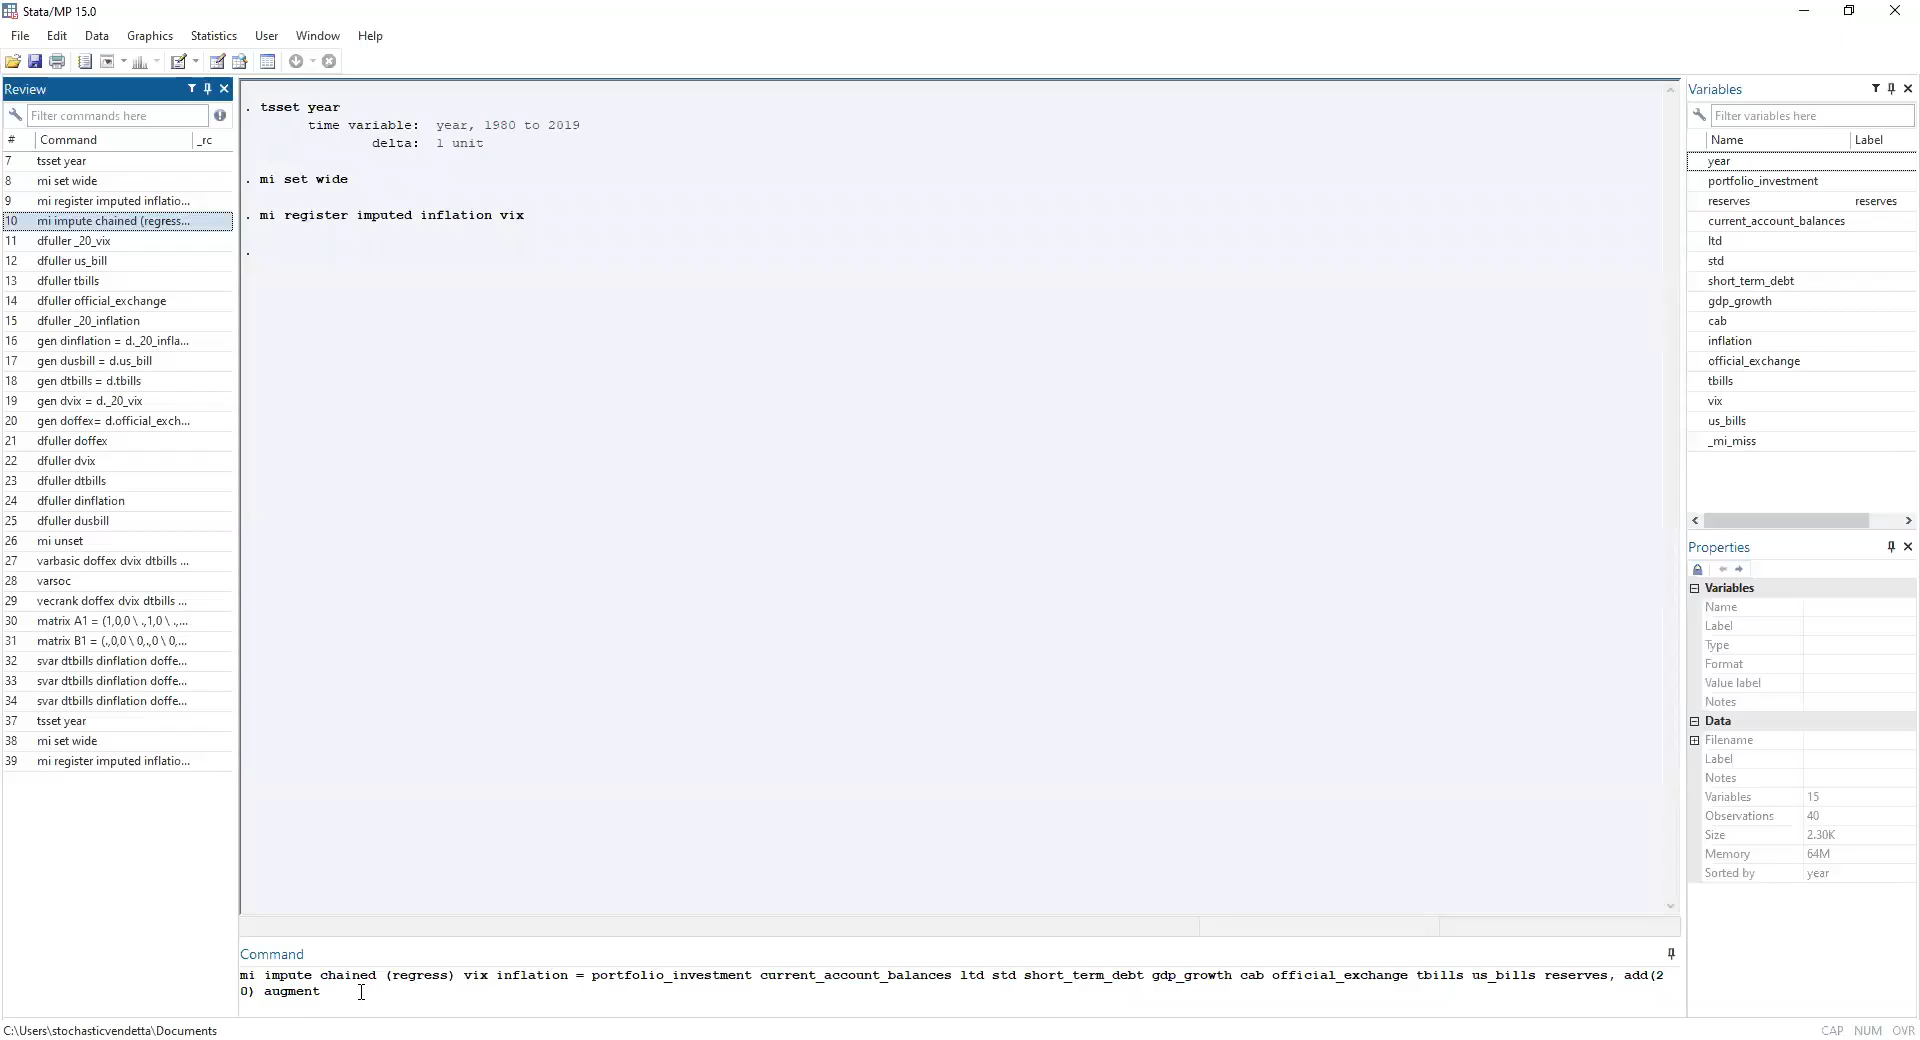 Stata/MP 15.0
File Edit Data Graphics Statistics User Window Help
Review
Filter commands here
# Command _rc
7 tsset year
8 mi set wide
9 mi register imputed inflatio...
10 mi impute chained (regress...
11 dfuller _20_vix
12 dfuller us_bill
13 dfuller tbills
14 dfuller official_exchange
15 dfuller _20_inflation
16 gen dinflation = d._20_infla...
17 gen dusbill = d.us_bill
18 gen dtbills = d.tbills
19 gen dvix = d._20_vix
20 gen doffex= d.official_exch...
21 dfuller doffex
22 dfuller dvix
23 dfuller dtbills
24 dfuller dinflation
25 dfuller dusbill
26 mi unset
27 varbasic doffex dvix dtbills ...
28 varsoc
29 vecrank doffex dvix dtbills ...
30 matrix A1 = (1,0,0 \ .,1,0 \ .,...
31 matrix B1 = (.,0,0 \ 0,.,0 \ 0,...
32 svar dtbills dinflation doffe...
33 svar dtbills dinflation doffe...
34 svar dtbills dinflation doffe...
37 tsset year
38 mi set wide
39 mi register imputed inflatio...
. tsset year
time variable: year, 1980 to 2019
delta: 1 unit
. mi set wide
. mi register imputed inflation vix
.
Command
mi impute chained (regress) vix inflation = portfolio_investment current_account_balances ltd std short_term_debt gdp_growth cab official_exchange tbills us_bills reserves, add(2
0) augment
Variables
Filter variables here
Name Label
year
portfolio_investment
reserves reserves
current_account_balances
ltd
std
short_term_debt
gdp_growth
cab
inflation
official_exchange
tbills
vix
us_bills
_mi_miss
Properties
Variables
Name
Label
Type
Format
Value label
Notes
Data
Filename
Label
Notes
Variables 15
Observations 40
Size 2.30K
Memory 64M
Sorted by year
C:\Users\stochasticvendetta\Documents
CAP NUM OVR